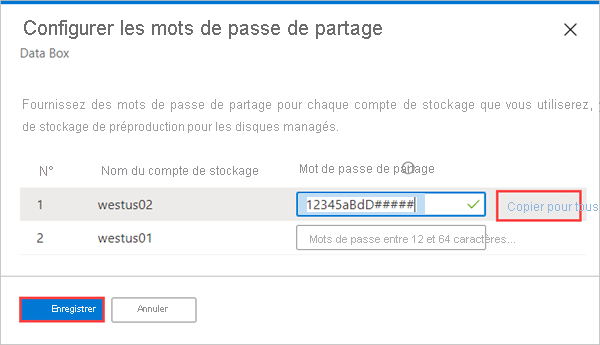 Configurer les mots de passe de partage
Data Box
Fournissez des mots de passe de partage pour chaque compte de stockage que vous utiliserez,
de stockage de préproduction pour les disques managés.
N° Nom du compte de stockage Mot de passe de partage
1 westus02 12345aBdD##### Copier pour tous
2 westus01 Mots de passe entre 12 et 64 caractères...
Enregistrer Annuler